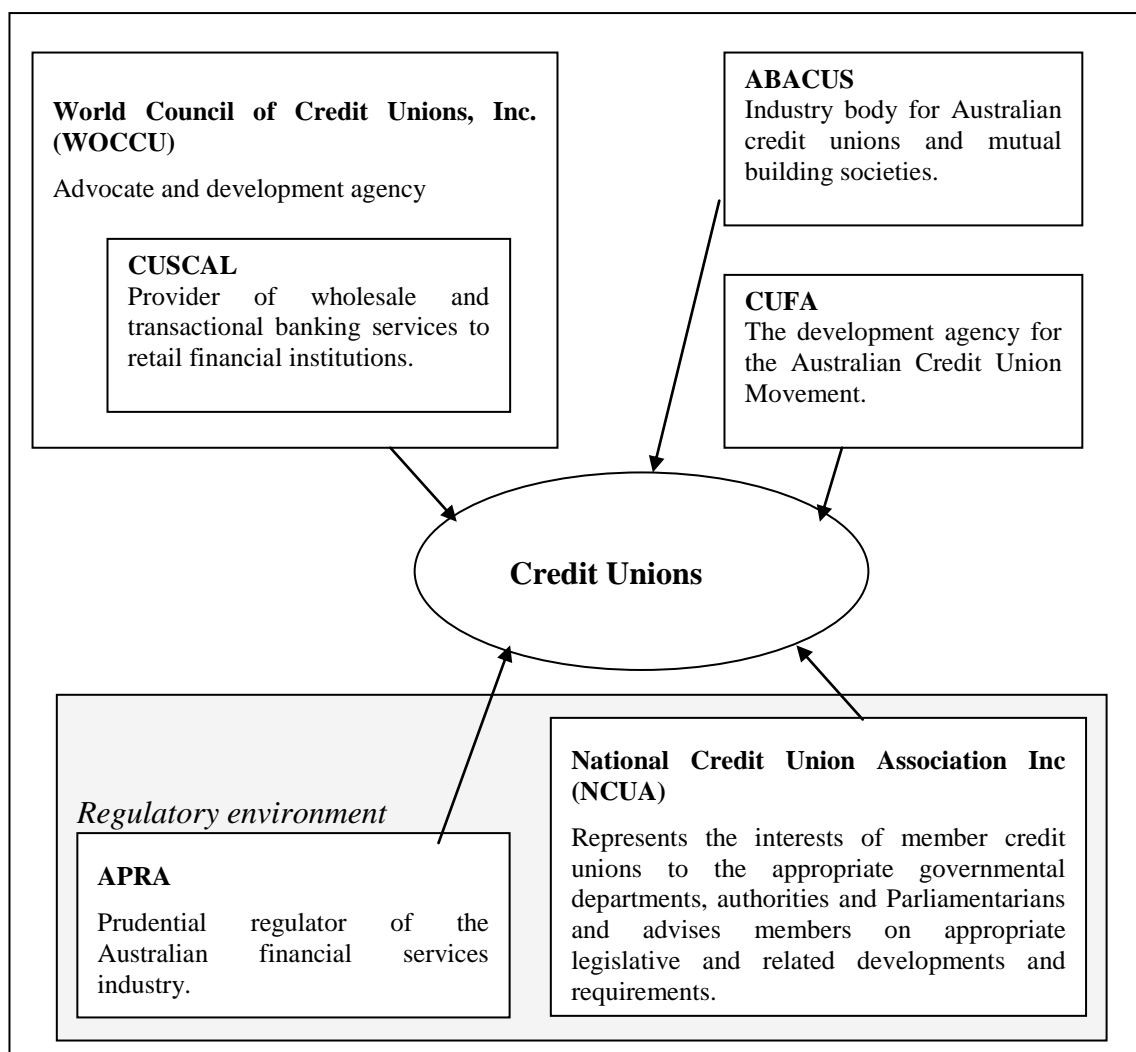 World Council of Credit Unions, Inc.
(WOCCU)
Advocate and development agency
CUSCAL
Provider of wholesale and
transactional banking services to
retail financial institutions.
ABACUS
Industry body for Australian
credit unions and mutual
building societies.
CUFA
The development agency for
the Australian Credit Union
Movement.
Credit Unions
Regulatory environment
APRA
Prudential regulator of the
Australian financial services
industry.
National Credit Union Association Inc
(NCUA)
Represents the interests of member credit
unions to the appropriate governmental
departments, authorities and Parliamentarians
and advises members on appropriate
legislative and related developments and
requirements.